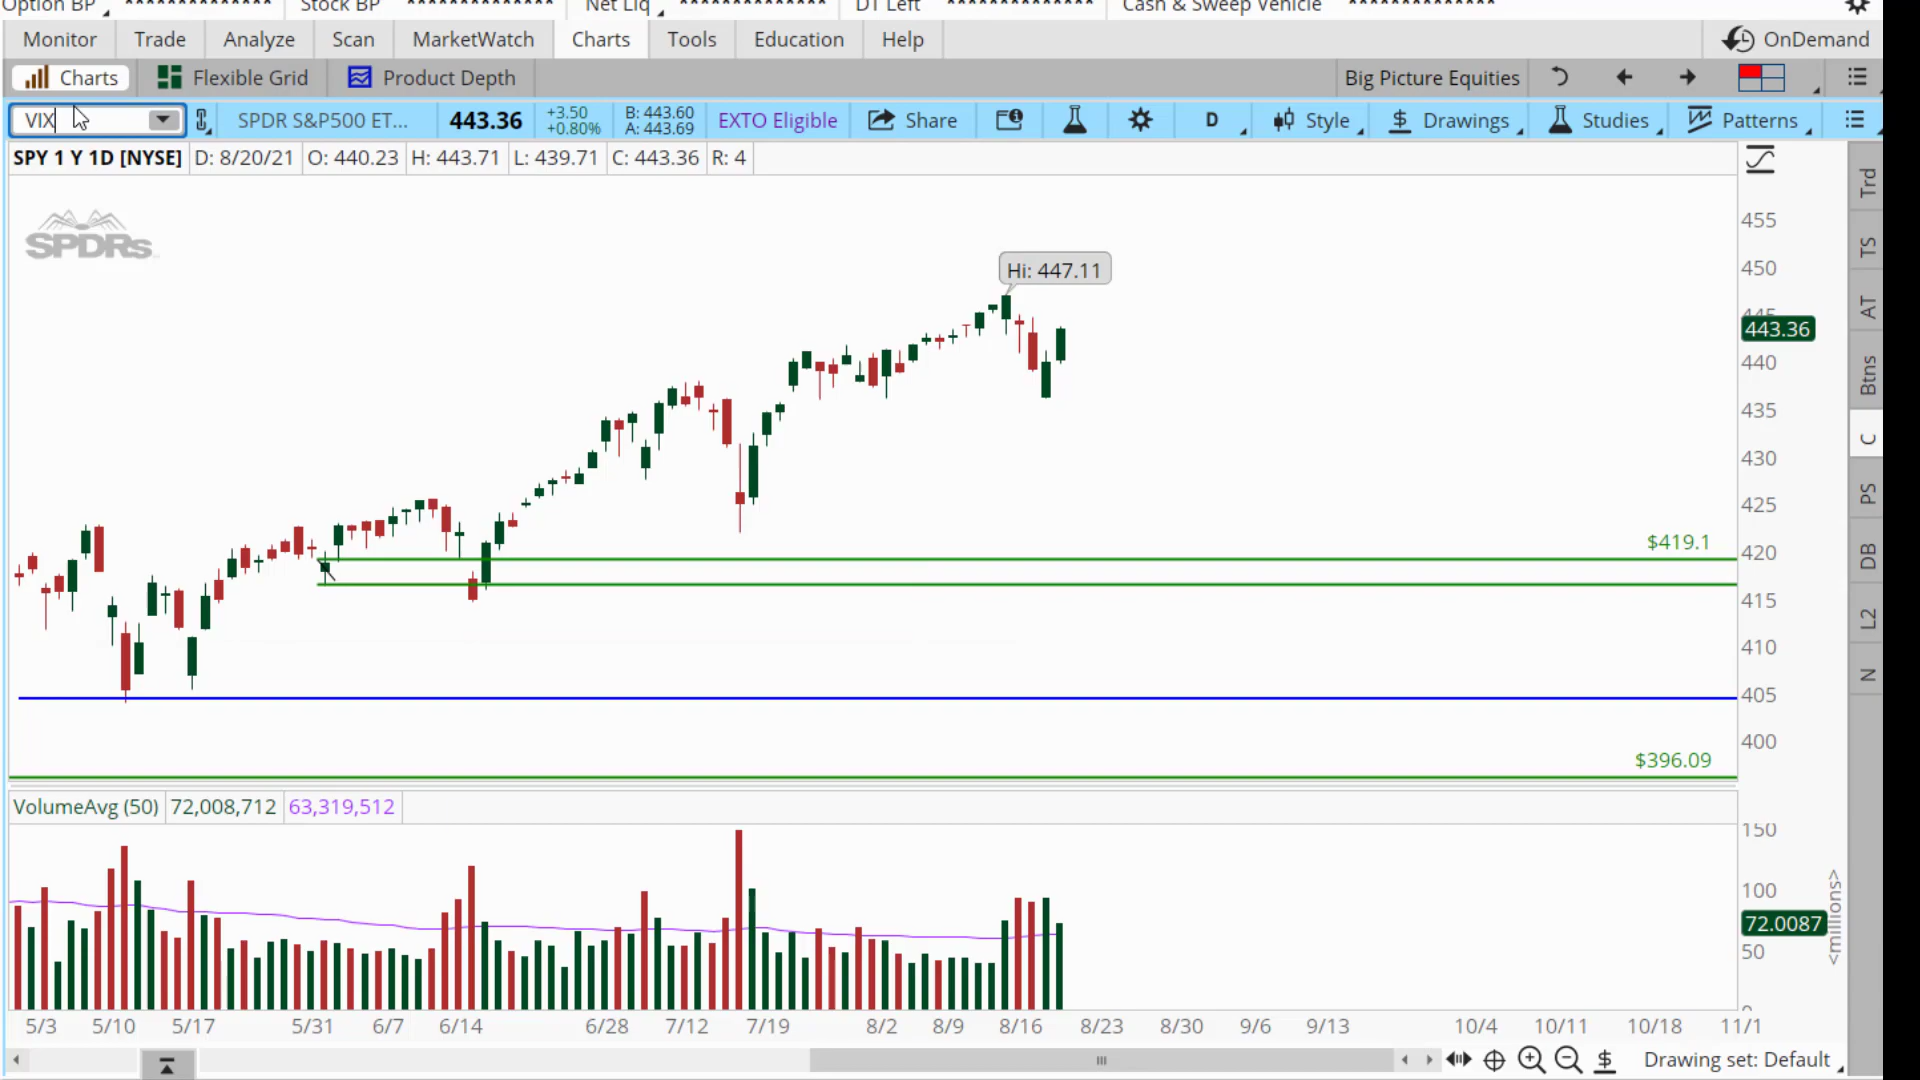 Option BP ************* Stock BP ************* Net Liq ************* DT Left ************* Cash & Sweep Vehicle *************
Monitor Trade Analyze Scan MarketWatch Charts Tools Education Help OnDemand
Charts Flexible Grid Product Depth Big Picture Equities
VIX SPDR S&P500 ET... 443.36 +3.50 +0.80% B: 443.60 A: 443.69 EXTO Eligible Share D Style $ Drawings Studies Patterns
SPY 1 Y 1D [NYSE] D: 8/20/21 O: 440.23 H: 443.71 L: 439.71 C: 443.36 R: 4
SPDRs
Hi: 447.11
455
450
445
443.36
440
435
430
425
420
415
410
405
400
$419.1
$396.09
Trd
TS
AT
Btns
C
PS
DB
L2
N
VolumeAvg (50) 72,008,712 63,319,512
150
100
72.0087
50
0
<millions>
5/3 5/10 5/17 5/31 6/7 6/14 6/28 7/12 7/19 8/2 8/9 8/16 8/23 8/30 9/6 9/13 10/4 10/11 10/18 11/1
$ Drawing set: Default